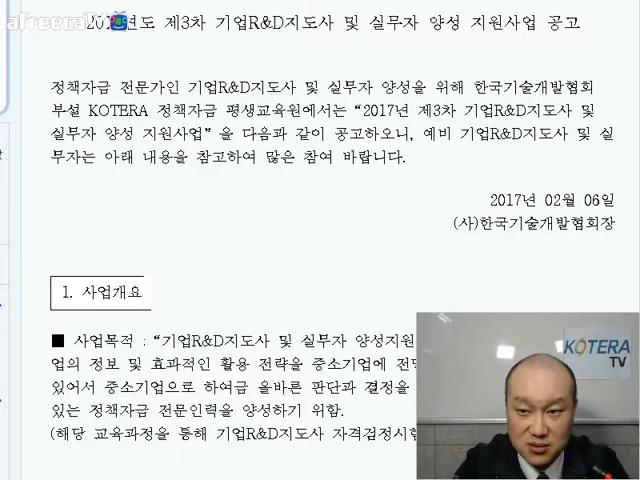 afreecaTV
년도 제3차 기업R&D지도사 및 실무자 양성 지원사업 공고
정책자금 전문가인 기업R&D지도사 및 실무자 양성을 위해 한국기술개발협회
부설 KOTERA 정책자금 평생교육원에서는 “2017년 제3차 기업R&D지도사 및
실무자 양성 지원사업” 을 다음과 같이 공고하오니, 예비 기업R&D지도사 및 실
무자는 아래 내용을 참고하여 많은 참여 바랍니다.
2017년 02월 06일
(사)한국기술개발협회장
1. 사업개요
■ 사업목적 : “기업R&D지도사 및 실무자 양성지원
업의 정보 및 효과적인 활용 전략을 중소기업에 전
있어서 중소기업으로 하여금 올바른 판단과 결정을
있는 정책자금 전문인력을 양성하기 위함.
(해당 교육과정을 통해 기업R&D지도사 자격검정시험
KOTERA
TV